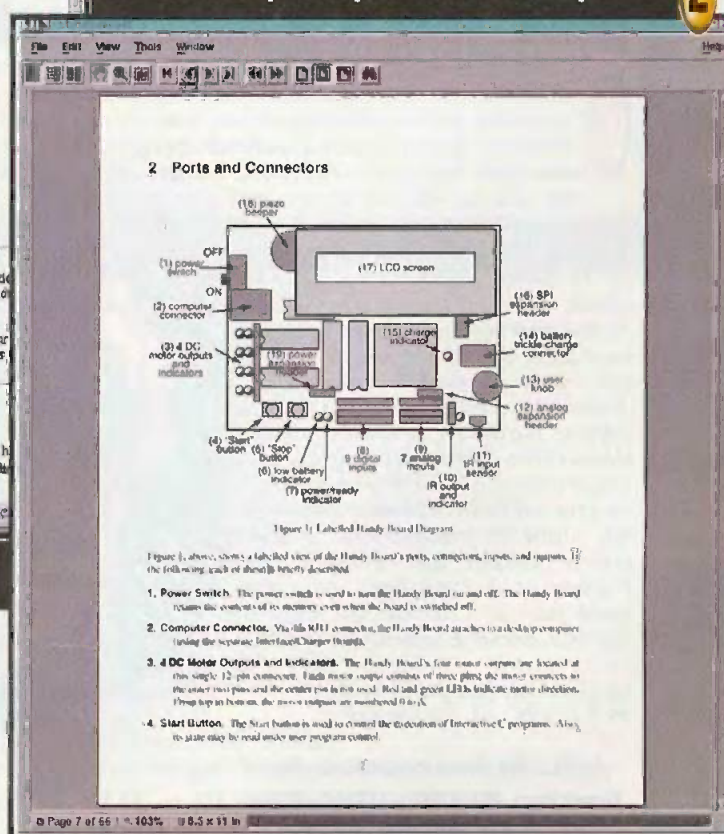 File Edit View Tools Window Help
2 Ports and Connectors
(18) piezo
beeper
OFF
(1) power
switch
ON
(2) computer
connector
(17) LCD screen
(16) SPI
expansion
header
(15) charge
indicator
(14) battery
trickle charge
connector
(3) 4 DC
motor outputs
and
indicators
(19) power
expansion
header
(13) user
knob
(12) analog
expansion
header
(4) "Start"
button
(5) "Stop"
button
(6) low battery
indicator
(7) power/ready
indicator
(8)
9 digital
inputs
(9)
7 analog
inputs
(10)
IR output
and
indicator
(11)
IR input
sensor
Figure 1: Labelled Handy Board Diagram
Figure 1, above, shows a labelled view of the Handy Board's ports, connectors, inputs, and outputs. In
the following, each of these is briefly described.
1. Power Switch. The power switch is used to turn the Handy Board on and off. The Handy Board
retains the contents of its memory even when the board is switched off.
2. Computer Connector. Via this RJ11 connector, the Handy Board attaches to a desktop computer
(using the separate Interface/Charger Board).
3. 4 DC Motor Outputs and Indicators. The Handy Board's four motor outputs are located at
this single 12-pin connector. Each motor output consists of three pins; the motor connects to
the outer two pins and the center pin is not used. Red and green LEDs indicate motor direction.
From top to bottom, the motor outputs are numbered 0 to 3.
4. Start Button. The Start button is used to control the execution of Interactive C programs. Also,
its state may be read under user program control.
Page 7 of 66 103% 8.5 x 11 in